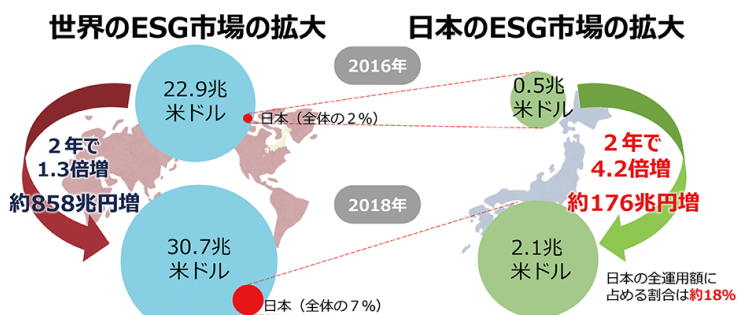 世界のESG市場の拡大
日本のESG市場の拡大
2016年
22.9兆
米ドル
日本（全体の２％）
0.5兆
米ドル
２年で
1.3倍増
約858兆円増
２年で
4.2倍増
約176兆円増
2018年
30.7兆
米ドル
日本（全体の７％）
2.1兆
米ドル
日本の全運用額に
占める割合は約18%